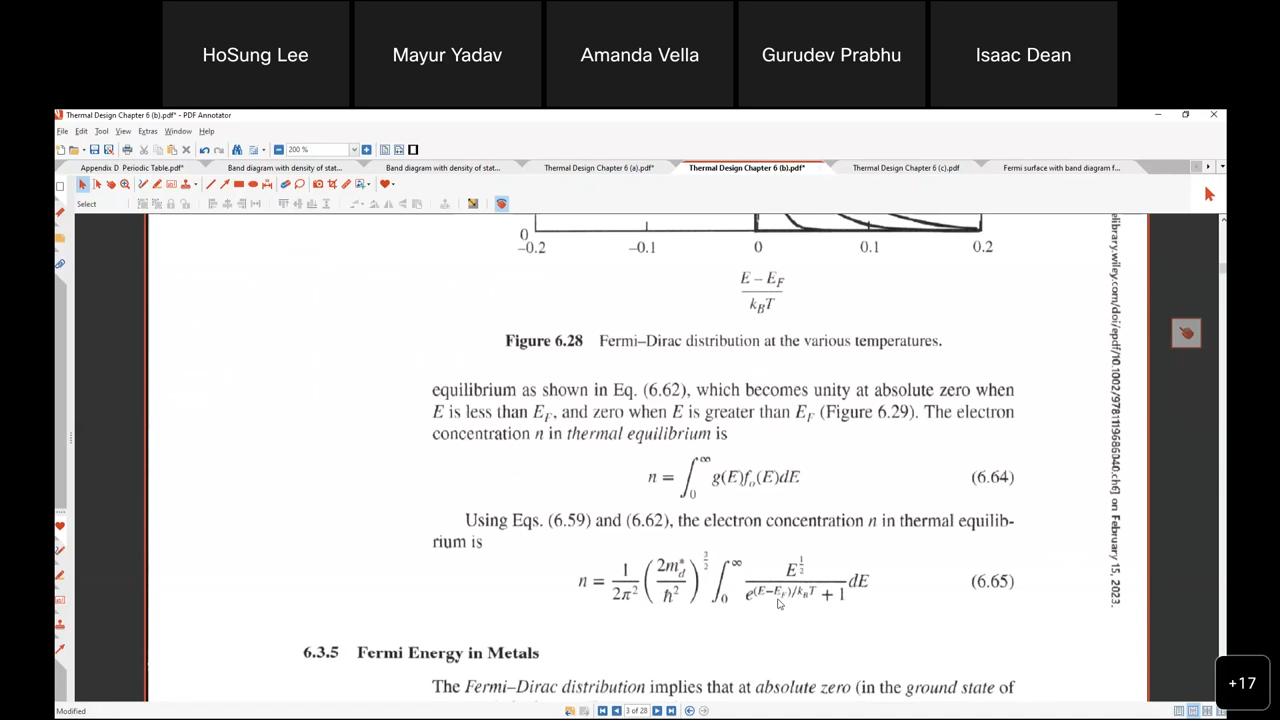 HoSung Lee
Mayur Yadav
Amanda Vella
Gurudev Prabhu
Isaac Dean
Thermal Design Chapter 6 (b).pdf* - PDF Annotator
File Edit Tool View Extras Window Help
200 %
Appendix D Periodic Table.pdf*
Band diagram with density of stat...
Band diagram with density of stat...
Thermal Design Chapter 6 (a).pdf*
Thermal Design Chapter 6 (b).pdf*
Thermal Design Chapter 6 (c).pdf
Fermi surface with band diagram f...
Select
0
−0.2 −0.1 0 0.1 0.2
E − E_F
k_BT
Figure 6.28 Fermi–Dirac distribution at the various temperatures.
equilibrium as shown in Eq. (6.62), which becomes unity at absolute zero when
E is less than E_F, and zero when E is greater than E_F (Figure 6.29). The electron
concentration n in thermal equilibrium is
n = ∫_0^∞ g(E)f_o(E)dE (6.64)
Using Eqs. (6.59) and (6.62), the electron concentration n in thermal equilib-
rium is
n = 1/2π² (2m*_d/ħ²)^{3/2} ∫_0^∞ E^{1/2}/e^{(E−E_F)/k_BT} + 1 dE (6.65)
6.3.5 Fermi Energy in Metals
The Fermi–Dirac distribution implies that at absolute zero (in the ground state of
elibrary.wiley.com/doi/epdf/10.1002/9781119686040.ch6] on February 15, 2023.
+17
Modified
3 of 28